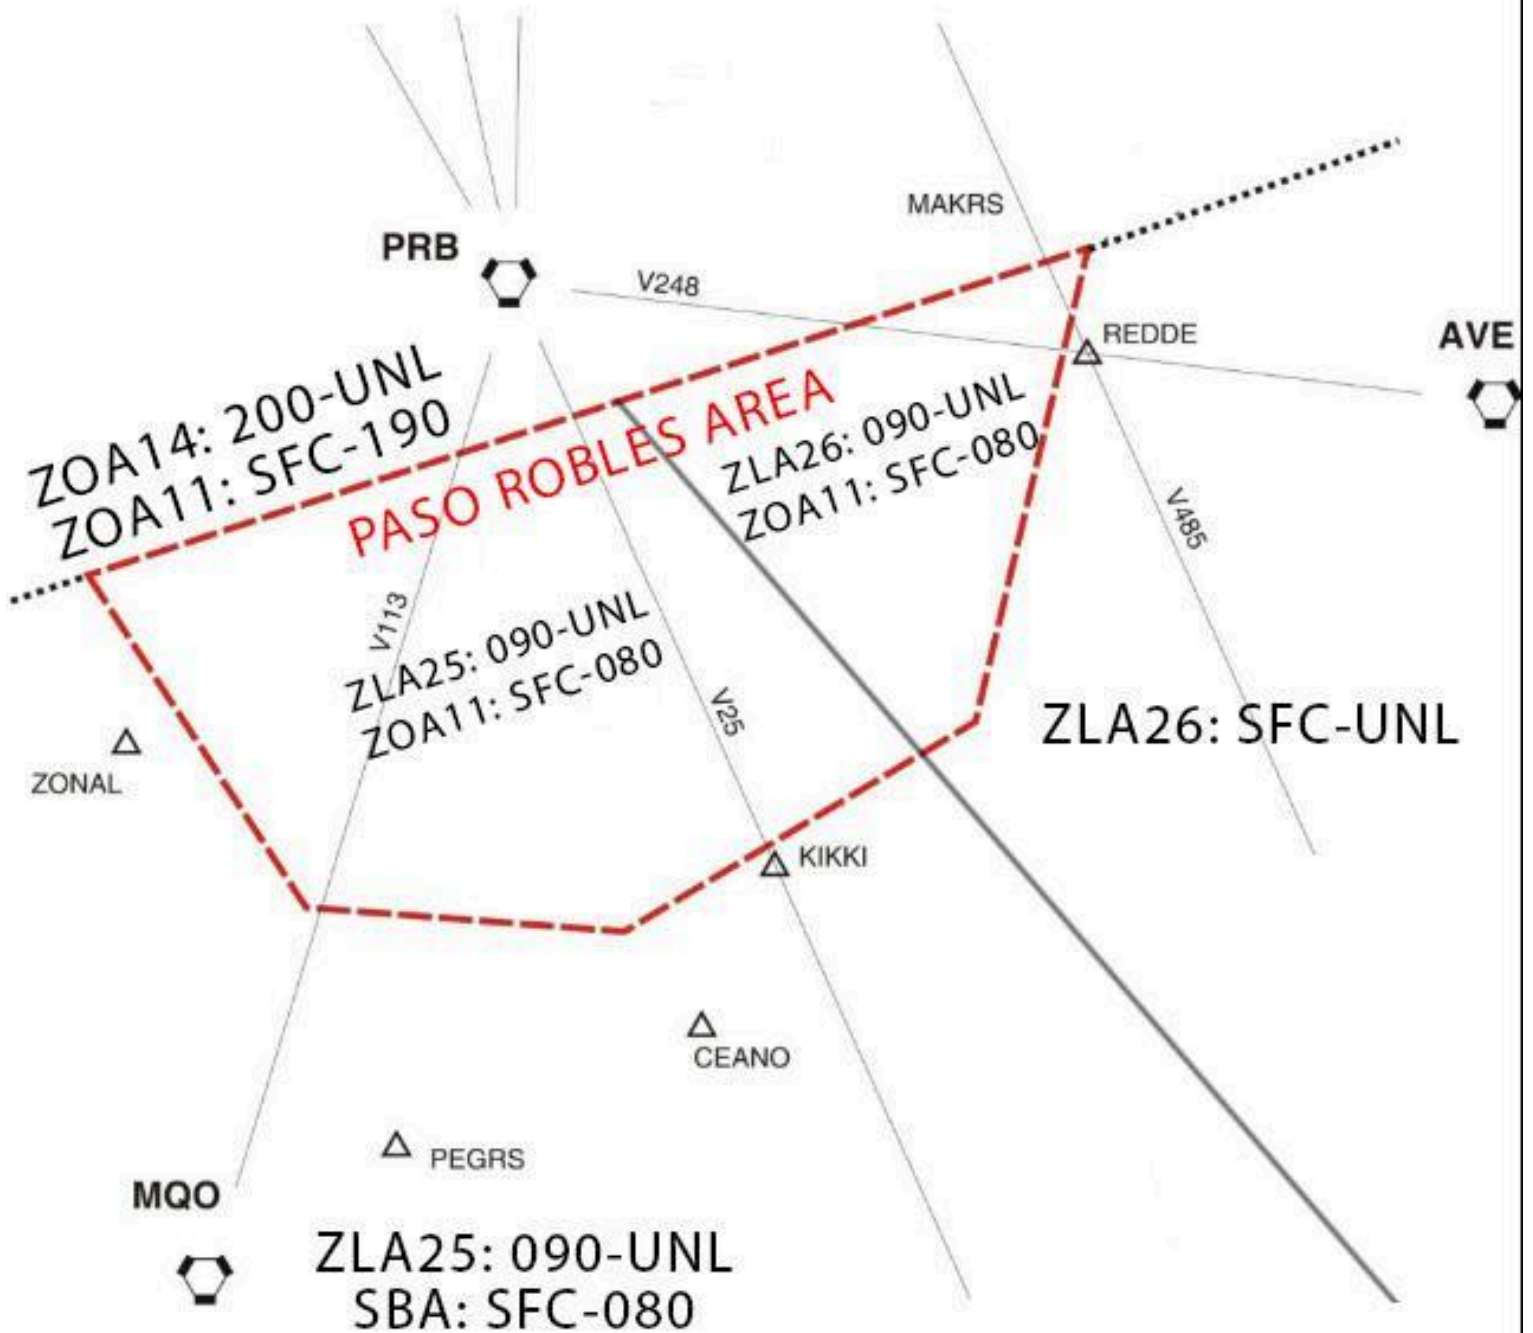 MAKRS
PRB
V248
REDDE
AVE
ZOA14: 200-UNL
ZOA11: SFC-190
PASO ROBLES AREA
ZLA26: 090-UNL
ZOA11: SFC-080
V485
V113
ZLA25: 090-UNL
ZOA11: SFC-080
V25
ZLA26: SFC-UNL
ZONAL
KIKKI
CEANO
PEGRS
MQO
ZLA25: 090-UNL
SBA: SFC-080